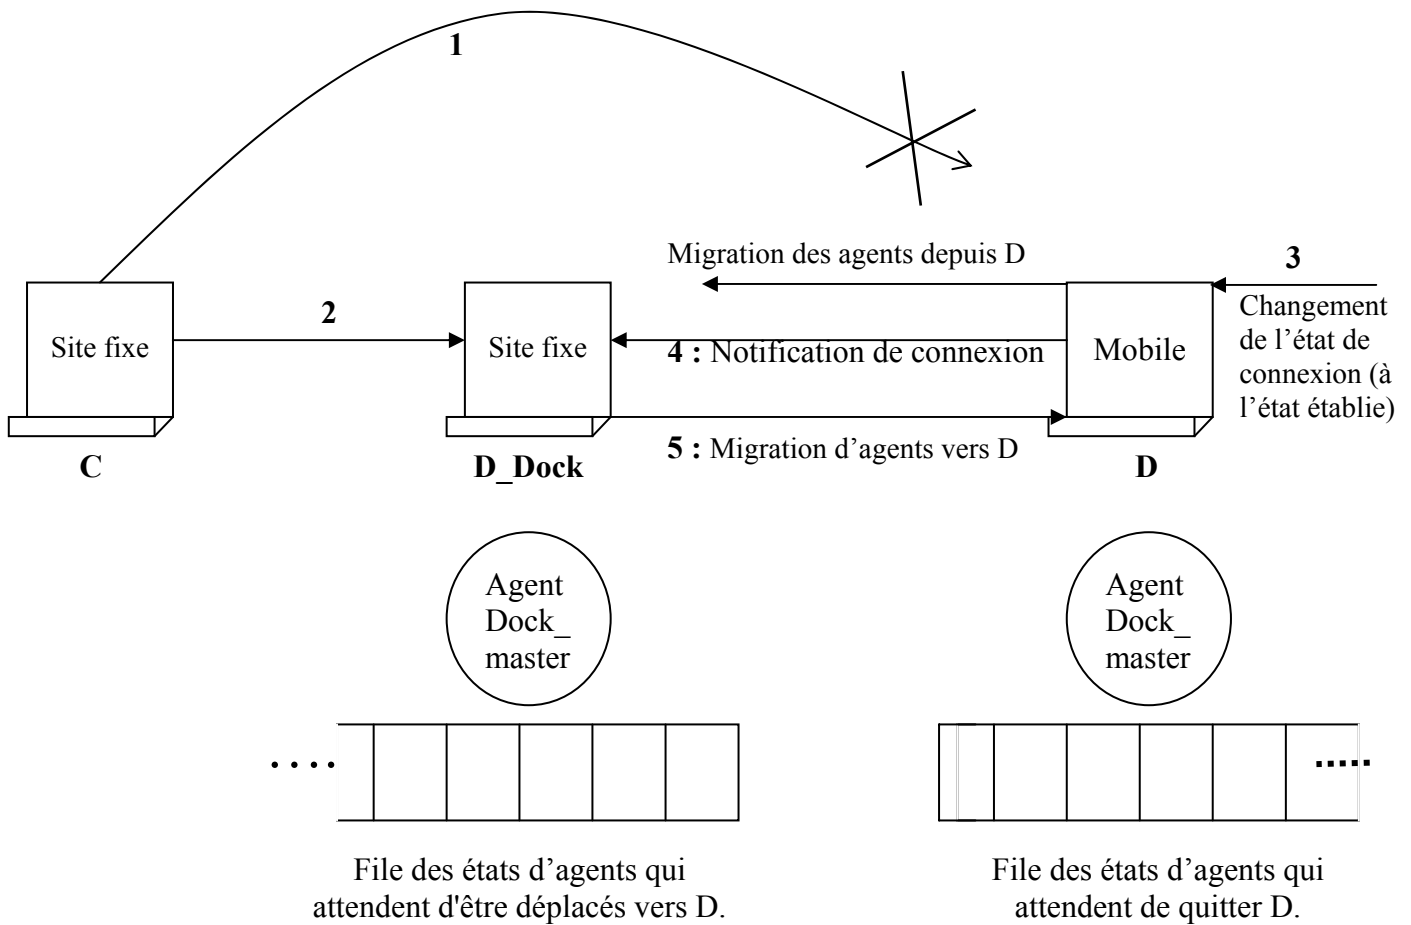 1
Migration des agents depuis D
3
Changement
de l’état de
connexion (à
l’état établie)
Site fixe
2
Site fixe
4 : Notification de connexion
Mobile
5 : Migration d’agents vers D
C
D_Dock
D
Agent
Dock_
master
Agent
Dock_
master
File des états d’agents qui
attendent d'être déplacés vers D.
File des états d’agents qui
attendent de quitter D.